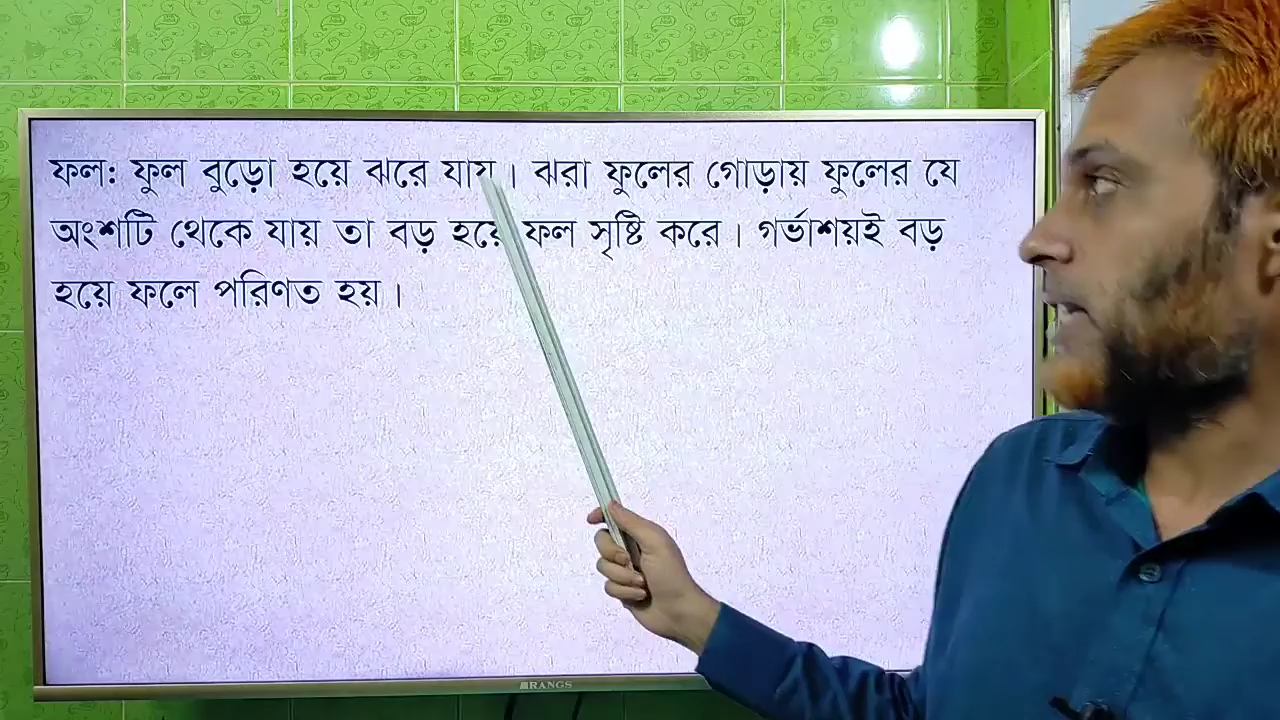 ফল: ফুল বুড়ো হয়ে ঝরে যায়। ঝরা ফুলের গোড়ায় ফুলের যে
অংশটি থেকে যায় তা বড় হয়ে ফল সৃষ্টি করে। গর্ভাশয়ই বড়
হয়ে ফলে পরিণত হয়।
RANGS